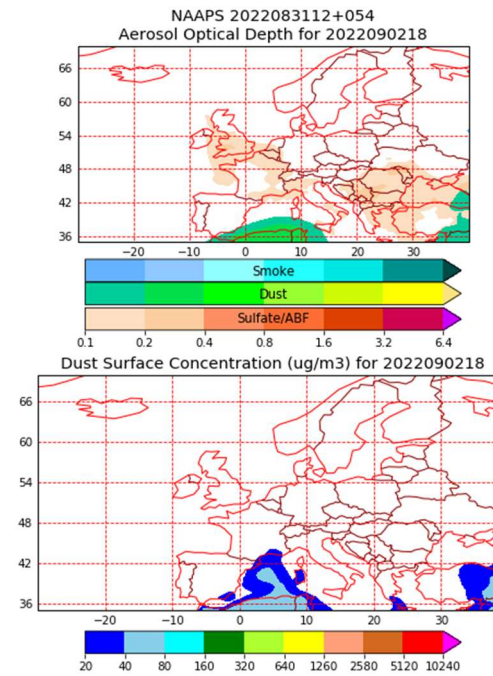 NAAPS 2022083112+054
Aerosol Optical Depth for 2022090218
66
60
54
48
42
36
−20 −10 0 10 20 30
Smoke
Dust
Sulfate/ABF
0.1 0.2 0.4 0.8 1.6 3.2 6.4
Dust Surface Concentration (ug/m3) for 2022090218
66
60
54
48
42
36
−20 −10 0 10 20 30
20 40 80 160 320 640 1260 2580 5120 10240